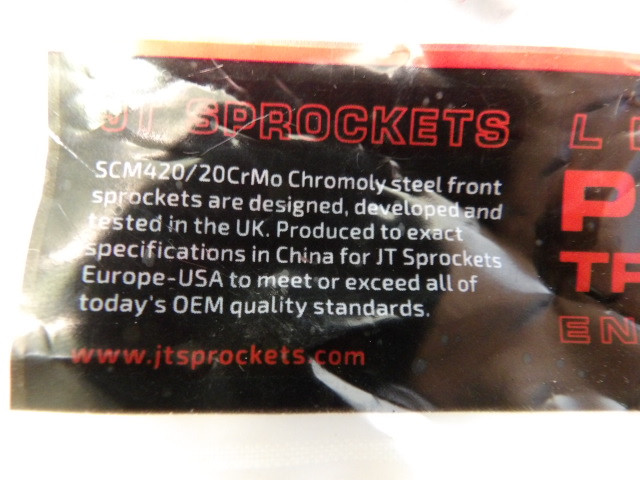 JT SPROCKETS
SCM420/20CrMo Chromoly steel front
sprockets are designed, developed and
tested in the UK. Produced to exact
specifications in China for JT Sprockets
Europe-USA to meet or exceed all of
today's OEM quality standards.
www.jtsprockets.com